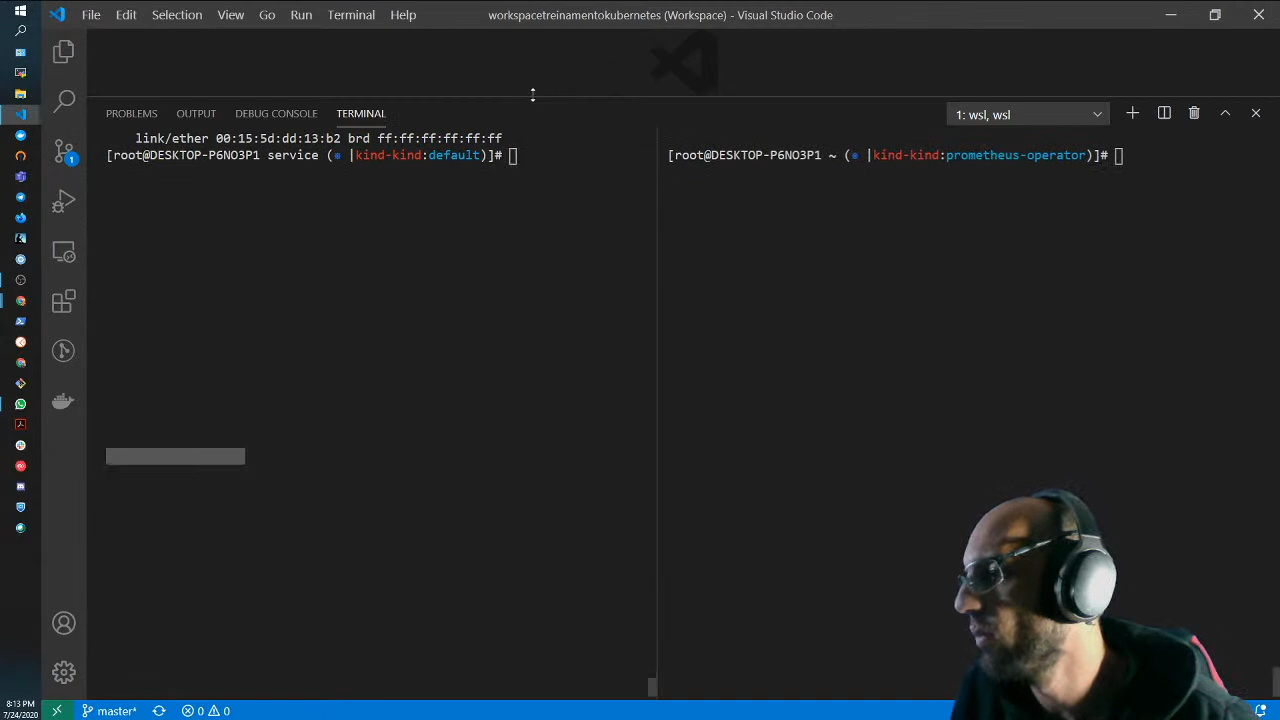 File Edit Selection View Go Run Terminal Help
workspacetreinamentokubernetes (Workspace) - Visual Studio Code
PROBLEMS OUTPUT DEBUG CONSOLE TERMINAL
1: wsl, wsl
link/ether 00:15:5d:dd:13:b2 brd ff:ff:ff:ff:ff:ff
[root@DESKTOP-P6NO3P1 service (⎈ |kind-kind:default)]#
[root@DESKTOP-P6NO3P1 ~ (⎈ |kind-kind:prometheus-operator)]#
1
8:13 PM
7/24/2020
master*
0 0